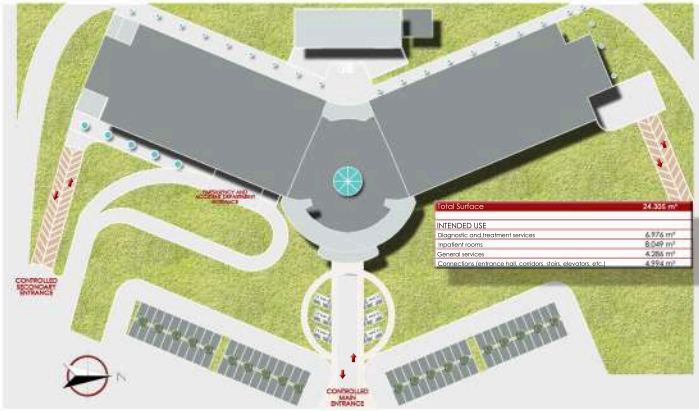 EMERGENCY AND
ACCIDENT DEPARTMENT
ENTRANCE
Total Surface 24.305 m²
INTENDED USE
Diagnostic and treatment services 6.976 m²
Inpatient rooms 8.049 m²
General services 4.286 m²
Connections (entrance hall, corridors, stairs, elevators, etc.) 4.994 m²
CONTROLLED
SECONDARY
ENTRANCE
N
CONTROLLED
MAIN
ENTRANCE